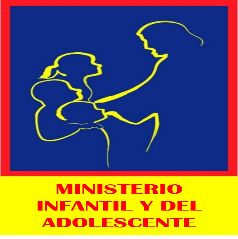 MINISTERIO
INFANTIL Y DEL
ADOLESCENTE